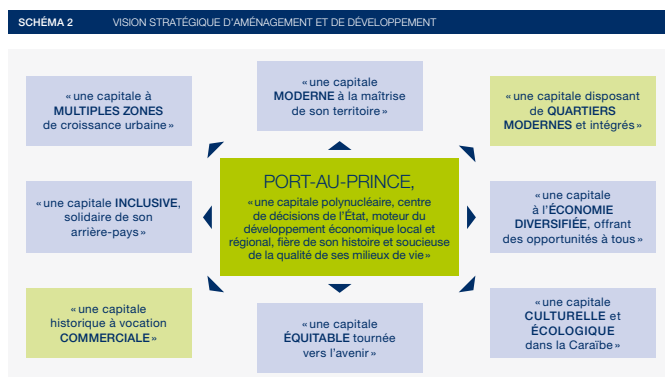 SCHÉMA 2 VISION STRATÉGIQUE D'AMÉNAGEMENT ET DE DÉVELOPPEMENT
« une capitale à
MULTIPLES ZONES
de croissance urbaine »
« une capitale
MODERNE à la maîtrise
de son territoire »
« une capitale disposant
de QUARTIERS
MODERNES et intégrés »
« une capitale INCLUSIVE,
solidaire de son
arrière-pays »
PORT-AU-PRINCE,
« une capitale polynucléaire, centre
de décisions de l'État, moteur du
développement économique local et
régional, fière de son histoire et soucieuse
de la qualité de ses milieux de vie »
« une capitale
à l'ÉCONOMIE
DIVERSIFIÉE, offrant
des opportunités à tous »
« une capitale
historique à vocation
COMMERCIALE »
« une capitale
ÉQUITABLE tournée
vers l'avenir »
« une capitale
CULTURELLE et
ÉCOLOGIQUE
dans la Caraïbe »